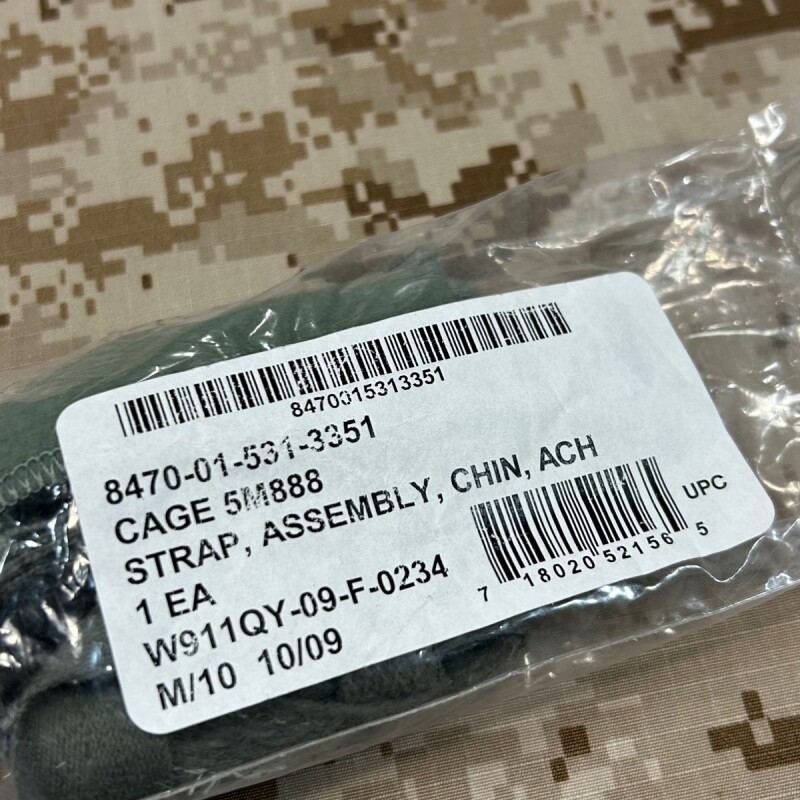 8470015313351
8470-01-531-3351
CAGE 5M888
STRAP, ASSEMBLY, CHIN, ACH
1 EA
UPC
W911QY-09-F-0234
7 18020 52156 5
M/10 10/09